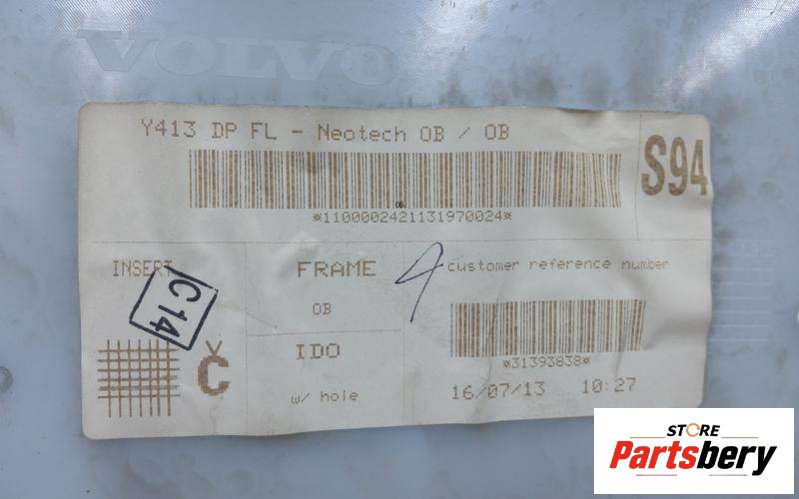 VOLVO
Y413 DP FL - Neotech OB / OB
S94
*1100002421131970024*
INSERT
FRAME
4 customer reference number
C14
OB
Č
IDO
*31393838*
w/ hole
16/07/13 10:27
STORE
Partsbery